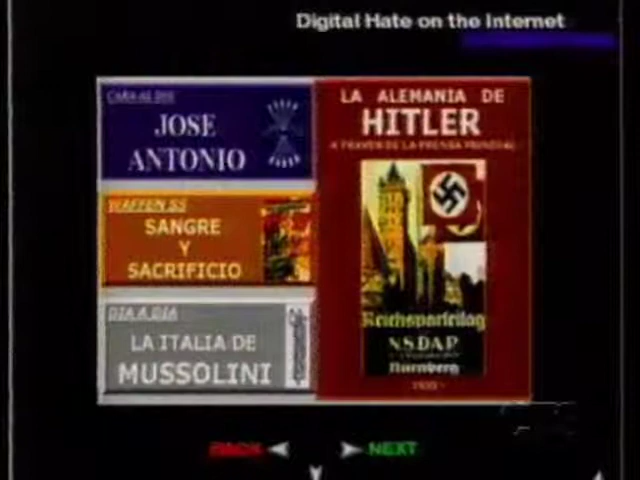 Digital Hate on the Internet
CARA AL SOL
JOSE
ANTONIO
WAFFEN SS
SANGRE
Y
SACRIFICIO
DIA A DIA
LA ITALIA DE
MUSSOLINI
LA ALEMANIA DE
HITLER
A TRAVES DE LA PRENSA MUNDIAL
Reichsparteitag
N.S.D.A.P.
Nürnberg
BACK
NEXT